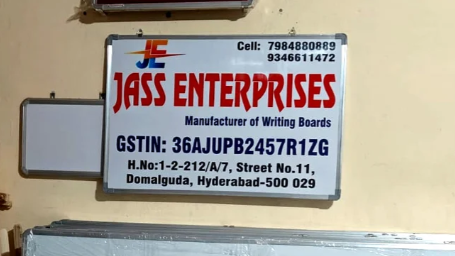 JE
Cell: 7984880889
9346611472
JASS ENTERPRISES
Manufacturer of Writing Boards
GSTIN: 36AJUPB2457R1ZG
H.No:1-2-212/A/7, Street No.11,
Domalguda, Hyderabad-500 029